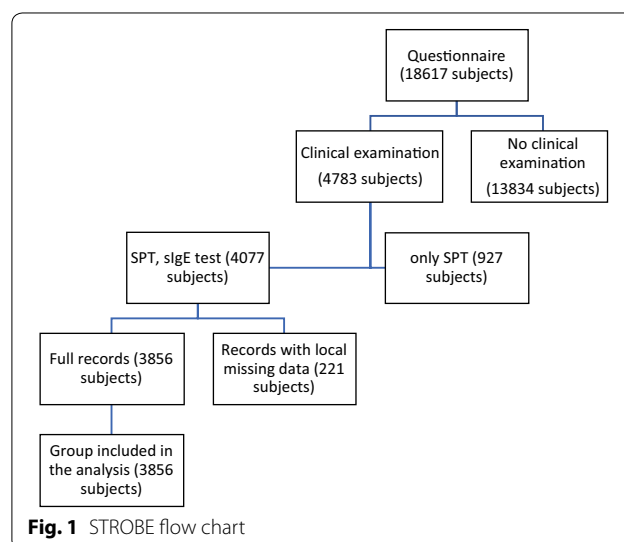 Questionnaire
(18617 subjects)
Clinical examination
(4783 subjects)
No clinical
examination
(13834 subjects)
SPT, sIgE test (4077
subjects)
only SPT (927
subjects)
Full records (3856
subjects)
Records with local
missing data (221
subjects)
Group included in
the analysis (3856
subjects)
Fig. 1 STROBE flow chart